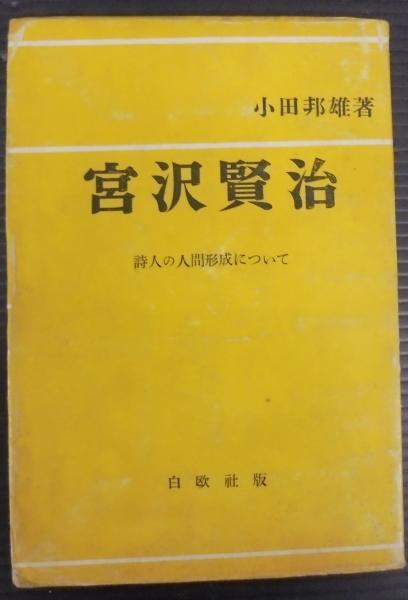 小田邦雄著
宮沢賢治
詩人の人間形成について
白欧社版